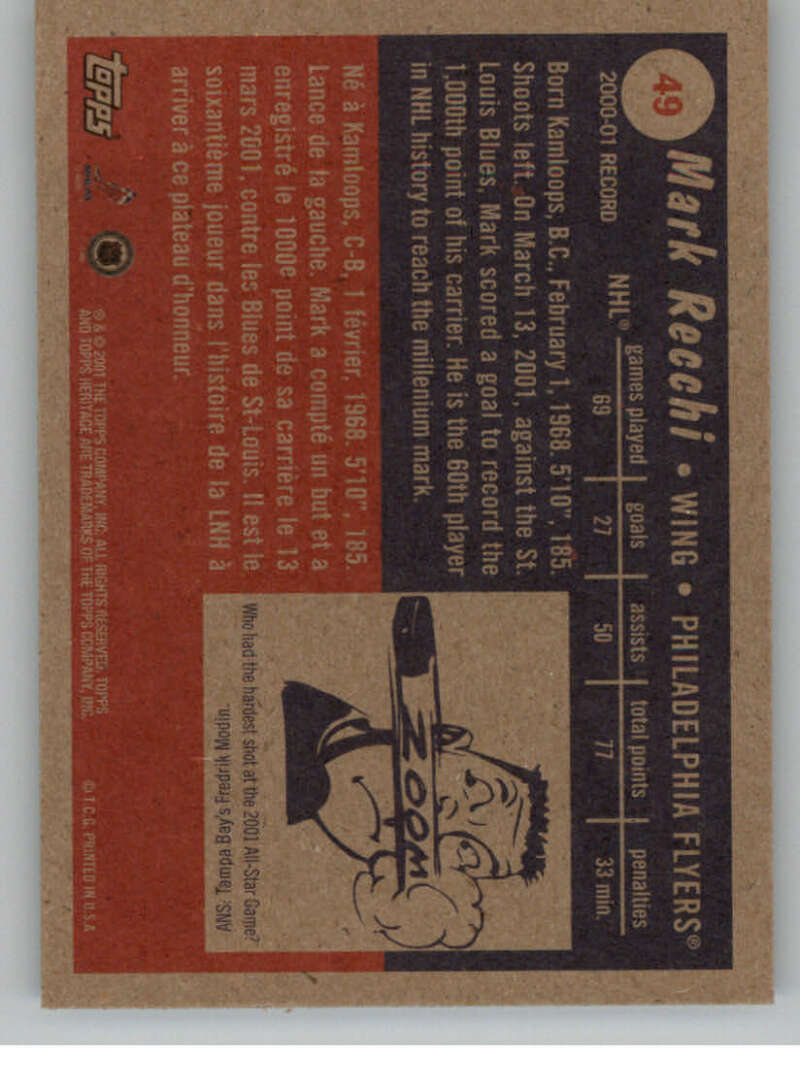 49
Mark Recchi • WING • PHILADELPHIA FLYERS®
2000-01 RECORD
games played goals assists total points penalties
NHL® 69 27 50 77 33 min.
Born Kamloops, B.C., February 1, 1968. 5'10", 185.
Shoots left. On March 13, 2001, against the St.
Louis Blues, Mark scored a goal to record the
1,000th point of his carrier. He is the 60th player
in NHL history to reach the millenium mark.
Né à Kamloops, C-B, 1 février, 1968. 5'10", 185.
Lance de la gauche. Mark a compté un but et a
enregistré le 1000e point de sa carrière le 13
mars 2001, contre les Blues de St-Louis. Il est le
soixantième joueur dans l'histoire de la LNH à
arriver à ce plateau d'honneur.
ZOOM
Who had the hardest shot at the 2001 All-Star Game?
ANS: Tampa Bay's Fredrik Modin.
topps
® & © 2001 THE TOPPS COMPANY, INC. ALL RIGHTS RESERVED. TOPPS
AND TOPPS HERITAGE ARE TRADEMARKS OF THE TOPPS COMPANY, INC.
© T.C.G. PRINTED IN U.S.A